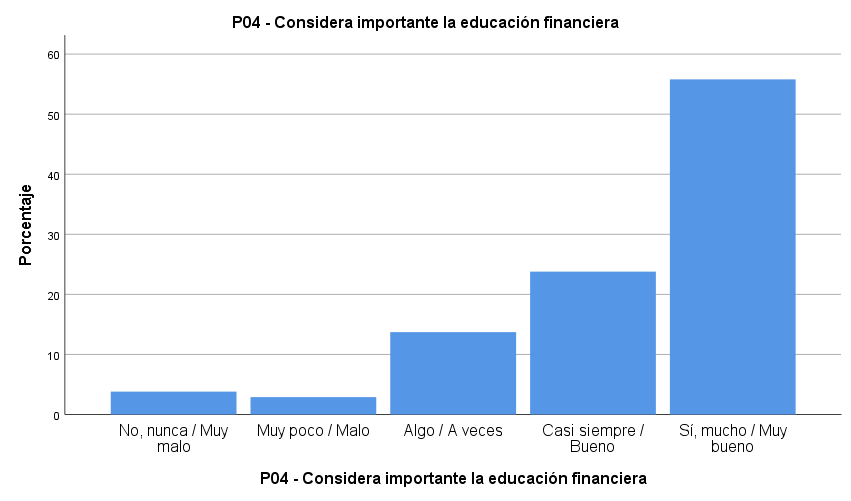 P04 - Considera importante la educación financiera
60
50
40
30
20
10
0
Porcentaje
No, nunca / Muy
malo
Muy poco / Malo
Algo / A veces
Casi siempre /
Bueno
Sí, mucho / Muy
bueno
P04 - Considera importante la educación financiera